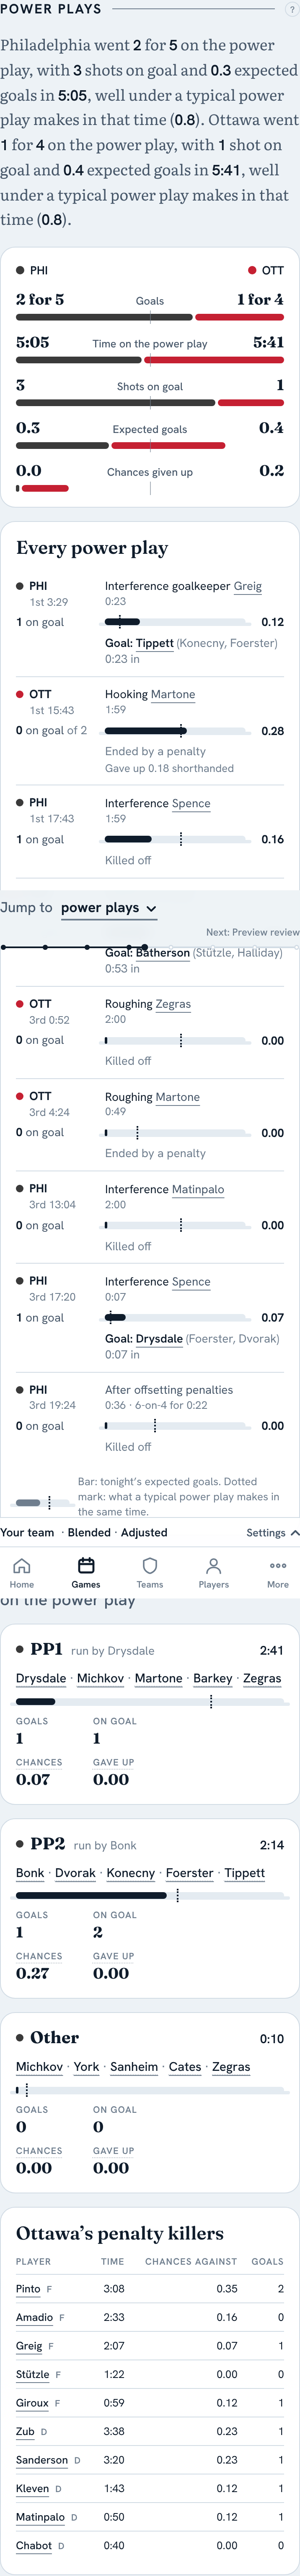 POWER PLAYS ?
Philadelphia went 2 for 5 on the power
play, with 3 shots on goal and 0.3 expected
goals in 5:05, well under a typical power
play makes in that time (0.8). Ottawa went
1 for 4 on the power play, with 1 shot on
goal and 0.4 expected goals in 5:41, well
under a typical power play makes in that
time (0.8).
PHI OTT
2 for 5 Goals 1 for 4
5:05 Time on the power play 5:41
3 Shots on goal 1
0.3 Expected goals 0.4
0.0 Chances given up 0.2
Every power play
PHI Interference goalkeeper Greig
1st 3:29 0:23
1 on goal 0.12
Goal: Tippett (Konecny, Foerster)
0:23 in
OTT Hooking Martone
1st 15:43 1:59
0 on goal of 2 0.28
Ended by a penalty
Gave up 0.18 shorthanded
PHI Interference Spence
1st 17:43 1:59
1 on goal 0.16
Killed off
Jump to power plays
Next: Preview review
Goal: Batherson (Stützle, Halliday)
0:53 in
OTT Roughing Zegras
3rd 0:52 2:00
0 on goal 0.00
Killed off
OTT Roughing Martone
3rd 4:24 0:49
0 on goal 0.00
Ended by a penalty
PHI Interference Matinpalo
3rd 13:04 2:00
0 on goal 0.00
Killed off
PHI Interference Spence
3rd 17:20 0:07
1 on goal 0.07
Goal: Drysdale (Foerster, Dvorak)
0:07 in
PHI After offsetting penalties
3rd 19:24 0:36 · 6-on-4 for 0:22
0 on goal 0.00
Killed off
Bar: tonight's expected goals. Dotted
mark: what a typical power play makes in
the same time.
Your team · Blended · Adjusted Settings
Home Games Teams Players More
on the power play
PP1 run by Drysdale 2:41
Drysdale · Michkov · Martone · Barkey · Zegras
GOALS ON GOAL
1 1
CHANCES GAVE UP
0.07 0.00
PP2 run by Bonk 2:14
Bonk · Dvorak · Konecny · Foerster · Tippett
GOALS ON GOAL
1 2
CHANCES GAVE UP
0.27 0.00
Other 0:10
Michkov · York · Sanheim · Cates · Zegras
GOALS ON GOAL
0 0
CHANCES GAVE UP
0.00 0.00
Ottawa's penalty killers
PLAYER TIME CHANCES AGAINST GOALS
Pinto F 3:08 0.35 2
Amadio F 2:33 0.16 0
Greig F 2:07 0.07 1
Stützle F 1:22 0.00 0
Giroux F 0:59 0.12 1
Zub D 3:38 0.23 1
Sanderson D 3:20 0.23 1
Kleven D 1:43 0.12 1
Matinpalo D 0:50 0.12 1
Chabot D 0:40 0.00 0